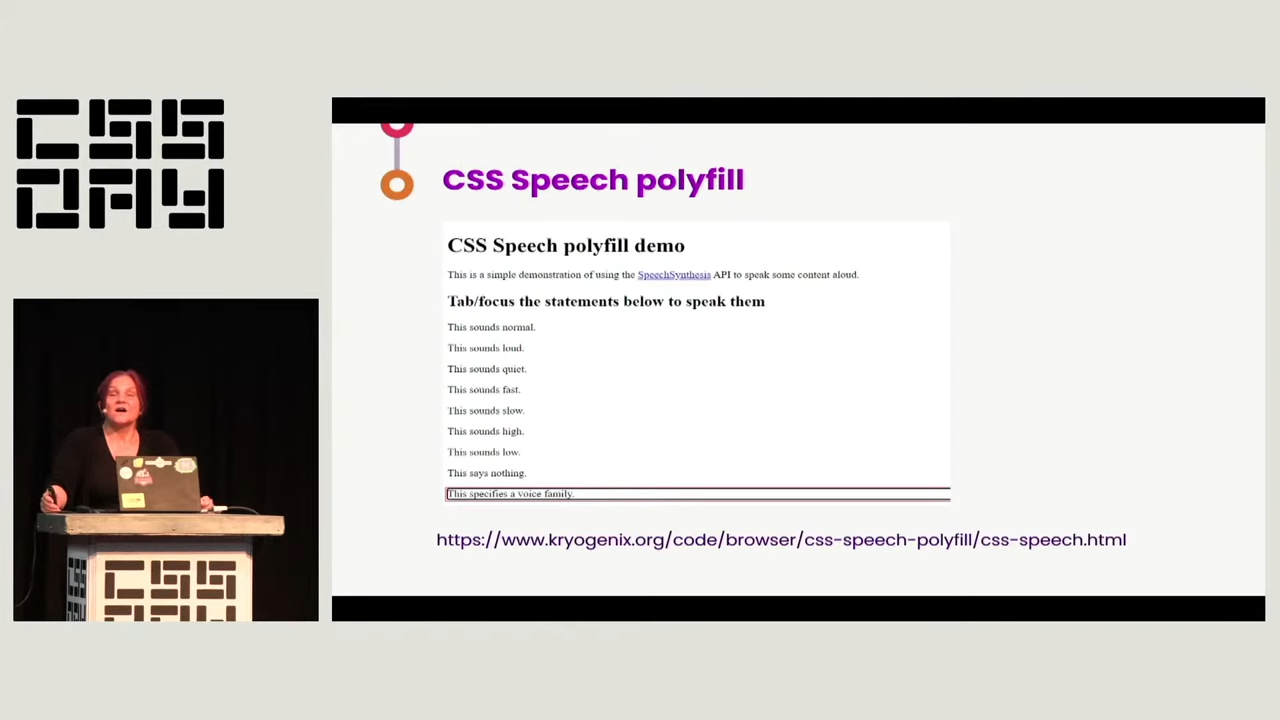 CSS
DAY
CSS Speech polyfill
CSS Speech polyfill demo
This is a simple demonstration of using the SpeechSynthesis API to speak some content aloud.
Tab/focus the statements below to speak them
This sounds normal.
This sounds loud.
This sounds quiet.
This sounds fast.
This sounds slow.
This sounds high.
This sounds low.
This says nothing.
This specifies a voice family.
https://www.kryogenix.org/code/browser/css-speech-polyfill/css-speech.html
CSS
DAY